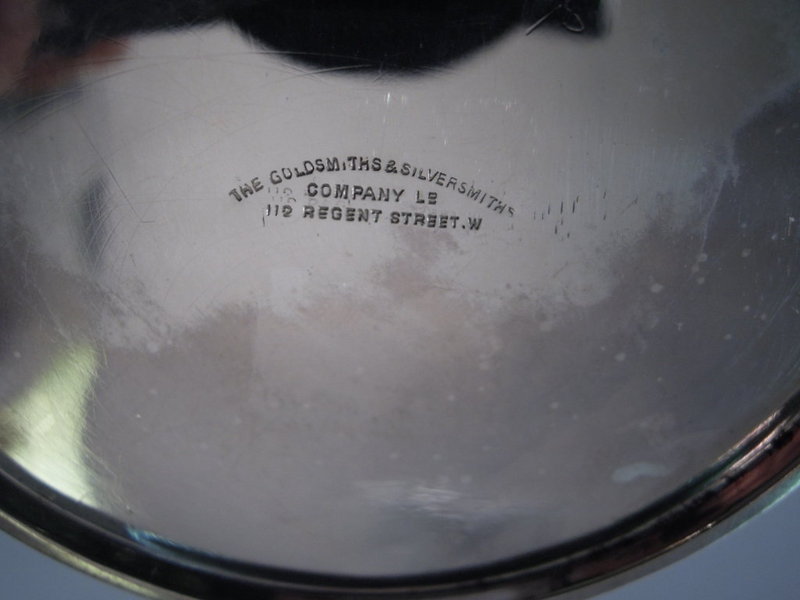 THE GOLDSMITHS & SILVERSMITHS
COMPANY LD
112 REGENT STREET.W